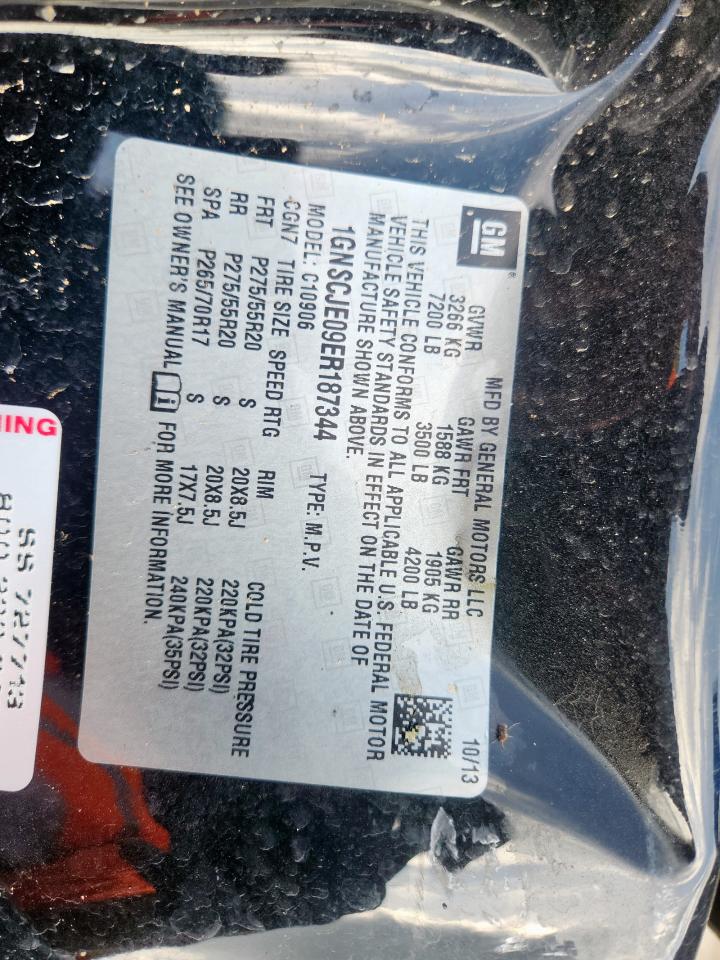 GM
MFD BY GENERAL MOTORS LLC 10/13
GVWR GAWR FRT GAWR RR
3266 KG 1588 KG 1905 KG
7200 LB 3500 LB 4200 LB
THIS VEHICLE CONFORMS TO ALL APPLICABLE U.S. FEDERAL MOTOR
VEHICLE SAFETY STANDARDS IN EFFECT ON THE DATE OF
MANUFACTURE SHOWN ABOVE.
1GNSCJE09ER187344 TYPE: M.P.V.
MODEL: C10906
CGN7 TIRE SIZE SPEED RTG RIM COLD TIRE PRESSURE
FRT P275/55R20 S 20X8.5J 220KPA(32PSI)
RR P275/55R20 S 20X8.5J 220KPA(32PSI)
SPA P265/70R17 S 17X7.5J 240KPA(35PSI)
SEE OWNER'S MANUAL FOR MORE INFORMATION.
NING
SS 727713